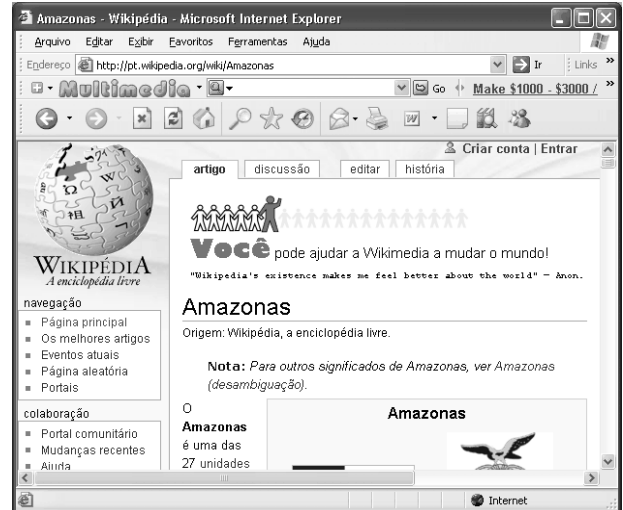 Amazonas - Wikipédia - Microsoft Internet Explorer
Arquivo Editar Exibir Favoritos Ferramentas Ajuda
Endereço http://pt.wikipedia.org/wiki/Amazonas Ir Links »
Multimedia Go Make $1000 - $3000 / »
W
Criar conta | Entrar
artigo discussão editar história
Ω W И 7 祖
Você pode ajudar a Wikimedia a mudar o mundo!
"Wikipedia's existence makes me feel better about the world" — Anon.
WIKIPÉDIA
A enciclopédia livre
navegação
Página principal
Os melhores artigos
Eventos atuais
Página aleatória
Portais
colaboração
Portal comunitário
Mudanças recentes
Ajuda
Amazonas
Origem: Wikipédia, a enciclopédia livre.
Nota: Para outros significados de Amazonas, ver Amazonas
(desambiguação).
O
Amazonas
é uma das
27 unidades
Amazonas
Internet